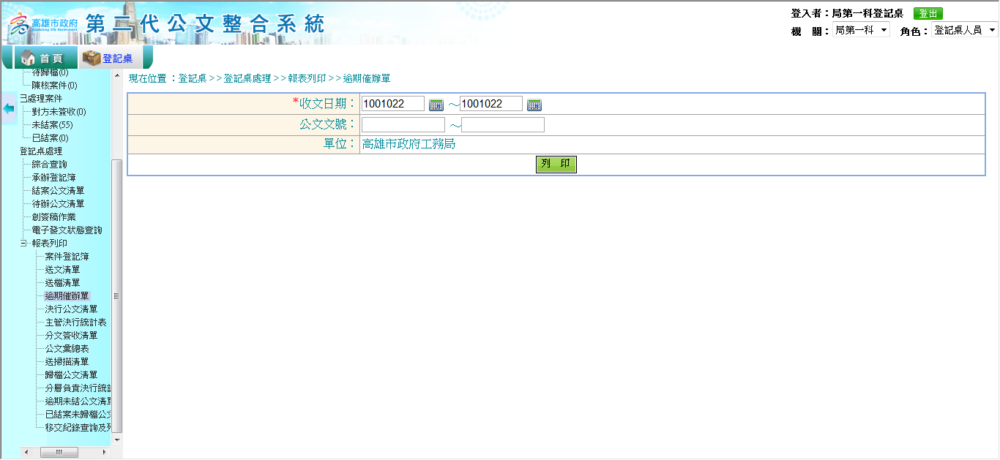 高雄市政府
Kaohsiung City Government
第二代公文整合系統
登入者：局第一科登記桌 登出
機 關： 局第一科 角色： 登記桌人員
首頁 登記桌
待歸檔(0)
陳核案件(0)
已處理案件
對方未簽收(0)
未結案(55)
已結案(0)
登記桌處理
綜合查詢
承辦登記簿
結案公文清單
待辦公文清單
創簽稿作業
電子發文狀態查詢
報表列印
案件登記簿
送文清單
送檔清單
逾期催辦單
決行公文清單
主管決行統計表
分文簽收清單
公文彙總表
送掃描清單
歸檔公文清單
分層負責決行統計
逾期未結公文清單
已結案未歸檔公文
移交紀錄查詢及列
現在位置 ：登記桌>>登記桌處理>>報表列印>>逾期催辦單
*收文日期： 1001022 ～ 1001022
公文文號： ～
單位： 高雄市政府工務局
列 印